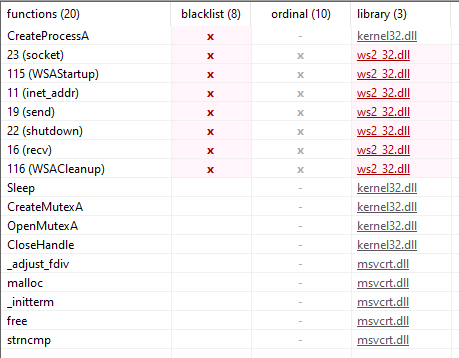 functions (20) blacklist (8) ordinal (10) library (3)
CreateProcessA x - kernel32.dll
23 (socket) x x ws2_32.dll
115 (WSAStartup) x x ws2_32.dll
11 (inet_addr) x x ws2_32.dll
19 (send) x x ws2_32.dll
22 (shutdown) x x ws2_32.dll
16 (recv) x x ws2_32.dll
116 (WSACleanup) x x ws2_32.dll
Sleep - kernel32.dll
CreateMutexA - kernel32.dll
OpenMutexA - kernel32.dll
CloseHandle - kernel32.dll
_adjust_fdiv - msvcrt.dll
malloc - msvcrt.dll
_initterm - msvcrt.dll
free - msvcrt.dll
strncmp - msvcrt.dll